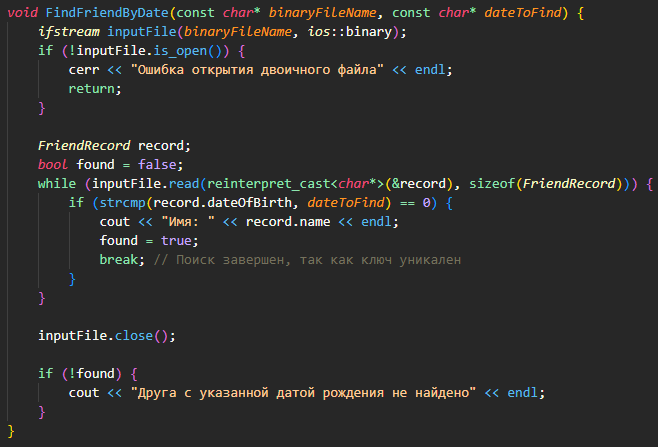 void FindFriendByDate(const char* binaryFileName, const char* dateToFind) {
    ifstream inputFile(binaryFileName, ios::binary);
    if (!inputFile.is_open()) {
        cerr << "Ошибка открытия двоичного файла" << endl;
        return;
    }

    FriendRecord record;
    bool found = false;
    while (inputFile.read(reinterpret_cast<char*>(&record), sizeof(FriendRecord))) {
        if (strcmp(record.dateOfBirth, dateToFind) == 0) {
            cout << "Имя: " << record.name << endl;
            found = true;
            break; // Поиск завершен, так как ключ уникален
        }
    }

    inputFile.close();

    if (!found) {
        cout << "Друга с указанной датой рождения не найдено" << endl;
    }
}